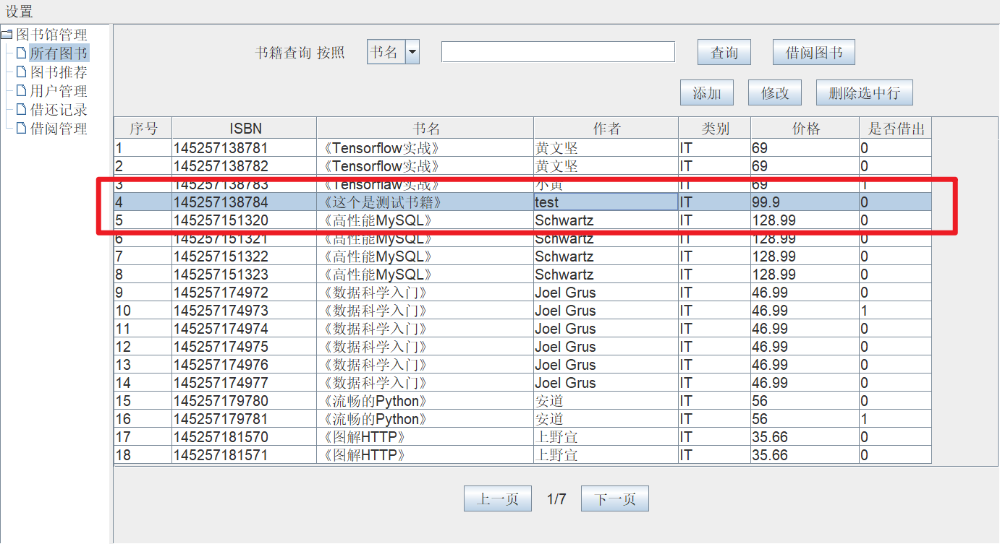 设置
图书馆管理
所有图书
图书推荐
用户管理
借还记录
借阅管理
书籍查询 按照 书名 查询 借阅图书
添加 修改 删除选中行
序号 ISBN 书名 作者 类别 价格 是否借出
1 145257138781 《Tensorflow实战》 黄文坚 IT 69 0
2 145257138782 《Tensorflow实战》 黄文坚 IT 69 0
3 145257138783 《Tensorflaw实战》 小黄 IT 69 1
4 145257138784 《这个是测试书籍》 test IT 99.9 0
5 145257151320 《高性能MySQL》 Schwartz IT 128.99 0
6 145257151321 《高性能MySQL》 Schwartz IT 128.99 0
7 145257151322 《高性能MySQL》 Schwartz IT 128.99 0
8 145257151323 《高性能MySQL》 Schwartz IT 128.99 0
9 145257174972 《数据科学入门》 Joel Grus IT 46.99 0
10 145257174973 《数据科学入门》 Joel Grus IT 46.99 1
11 145257174974 《数据科学入门》 Joel Grus IT 46.99 0
12 145257174975 《数据科学入门》 Joel Grus IT 46.99 0
13 145257174976 《数据科学入门》 Joel Grus IT 46.99 0
14 145257174977 《数据科学入门》 Joel Grus IT 46.99 0
15 145257179780 《流畅的Python》 安道 IT 56 0
16 145257179781 《流畅的Python》 安道 IT 56 1
17 145257181570 《图解HTTP》 上野宣 IT 35.66 0
18 145257181571 《图解HTTP》 上野宣 IT 35.66 0
上一页 1/7 下一页